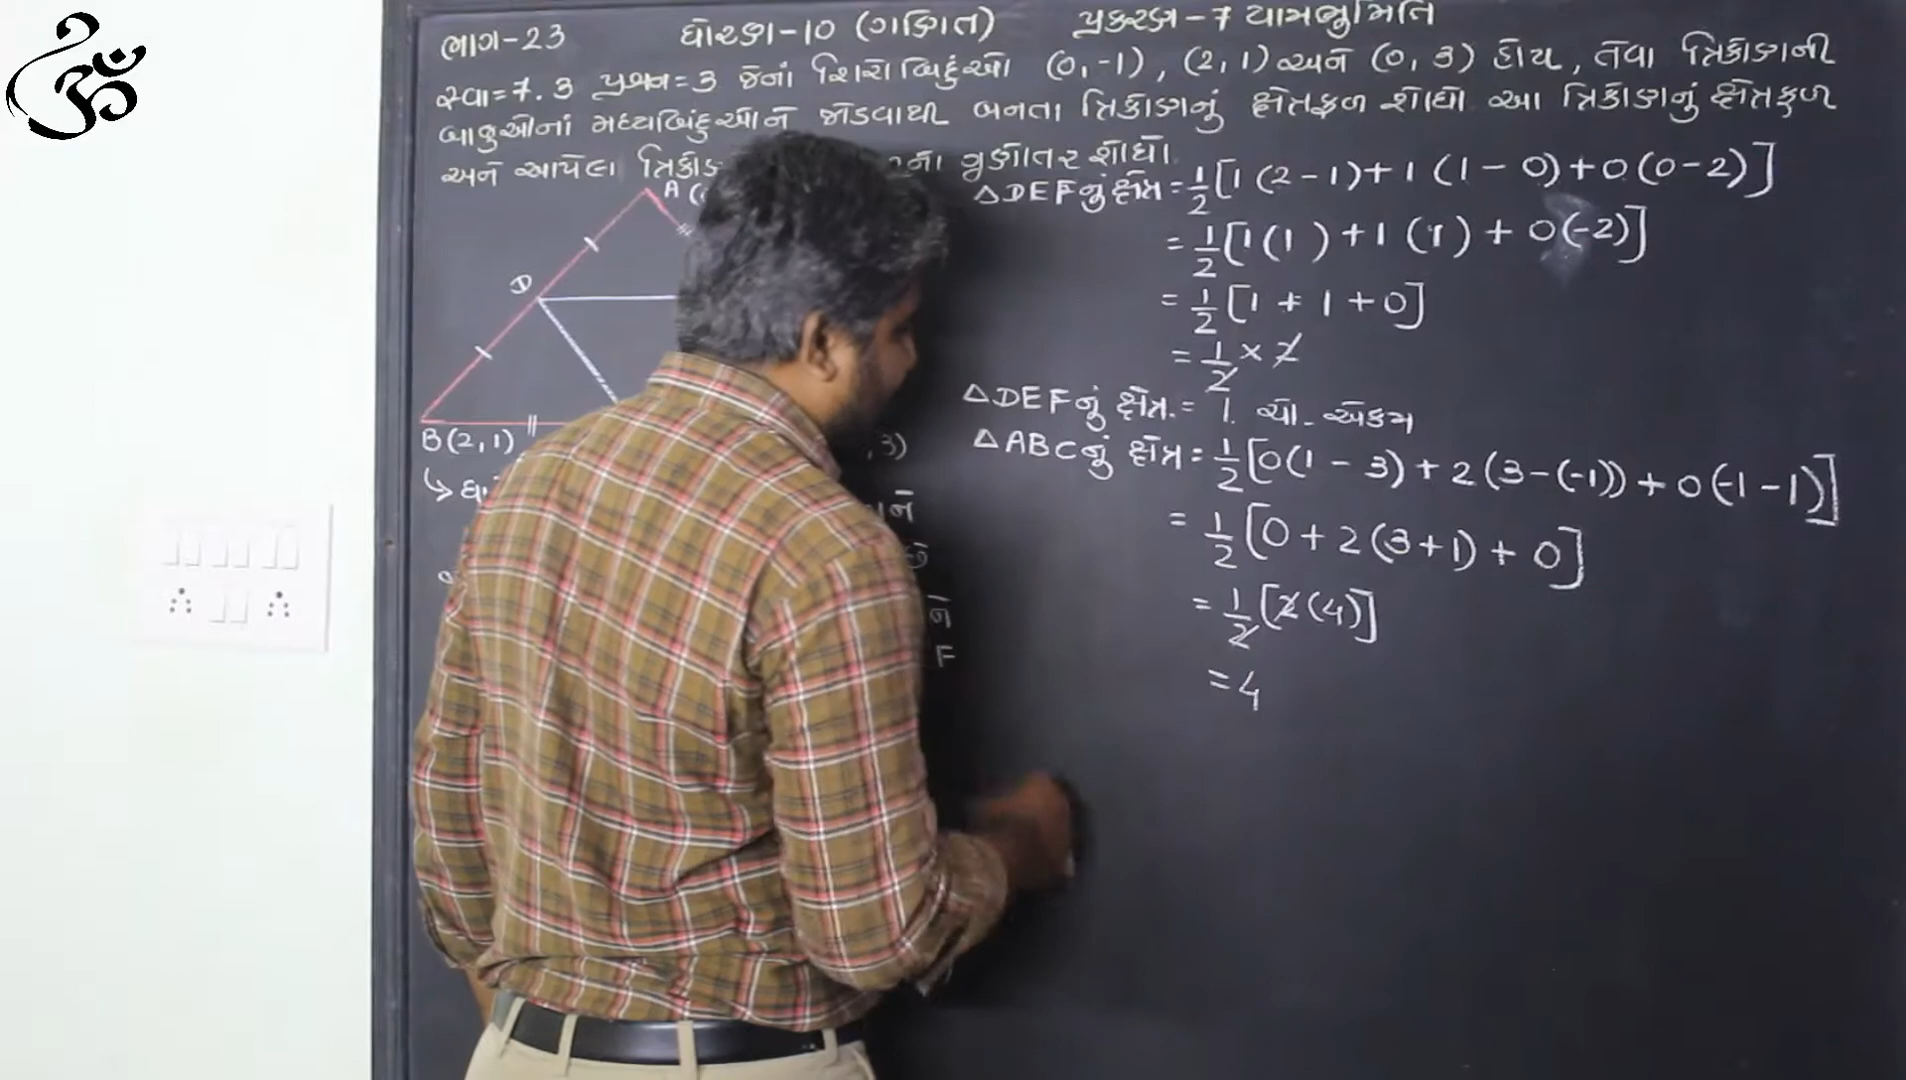 ૐ
ભાગ-23 ધોરણ-10 (ગણિત) પ્રકરણ-7 યામભૂમિતિ
સ્વા=7.3 પ્રશ્ન=3 જેનાં શિરોબિંદુઓ (0,-1), (2,1) અને (0,3) હોય, તેવા ત્રિકોણની
બાજુઓનાં મધ્યબિંદુઓને જોડવાથી બનતા ત્રિકોણનું ક્ષેત્રફળ શોધો આ ત્રિકોણનું ક્ષેત્રફળ
અને આપેલા ગુણોત્તર શોધો.
A
D
B(2,1)
,3)
△DEFનું ક્ષેત્ર = 1/2[1(2-1)+1(1-0)+0(0-2)]
= 1/2[1(1)+1(1)+0(-2)]
= 1/2[1+1+0]
= 1/2 × 2
△DEFનું ક્ષેત્ર. = 1. ચો. એકમ
△ABCનું ક્ષેત્ર = 1/2[0(1-3)+2(3-(-1))+0(-1-1)]
= 1/2[0+2(3+1)+0]
= 1/2[2(4)]
= 4
F